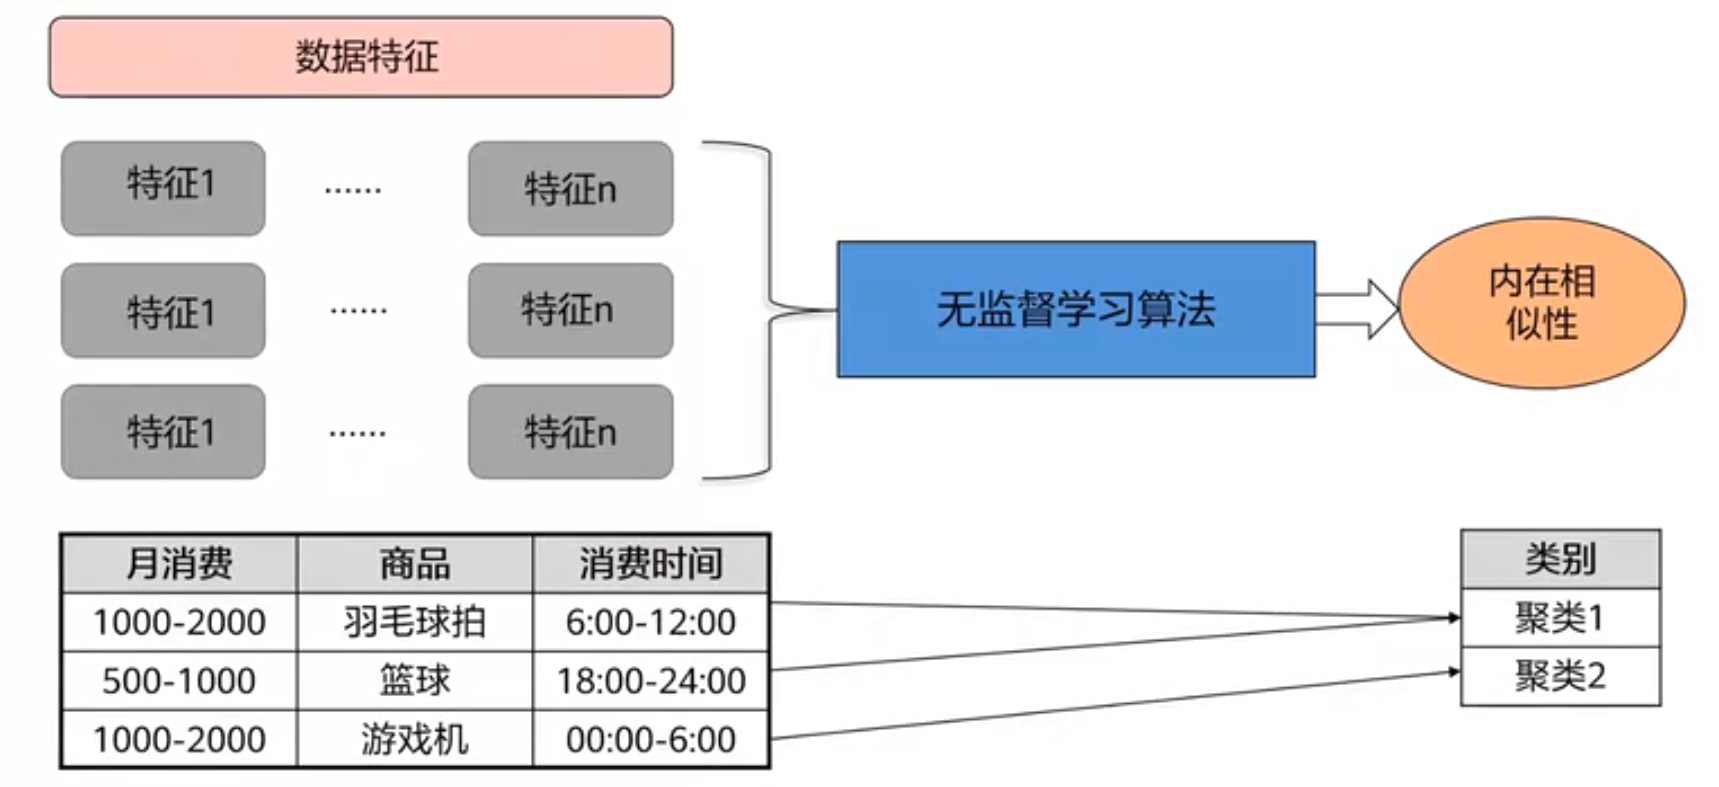 数据特征
特征1 ······ 特征n
特征1 ······ 特征n
特征1 ······ 特征n
无监督学习算法
内在相
似性
月消费 商品 消费时间
1000-2000 羽毛球拍 6:00-12:00
500-1000 篮球 18:00-24:00
1000-2000 游戏机 00:00-6:00
类别
聚类1
聚类2